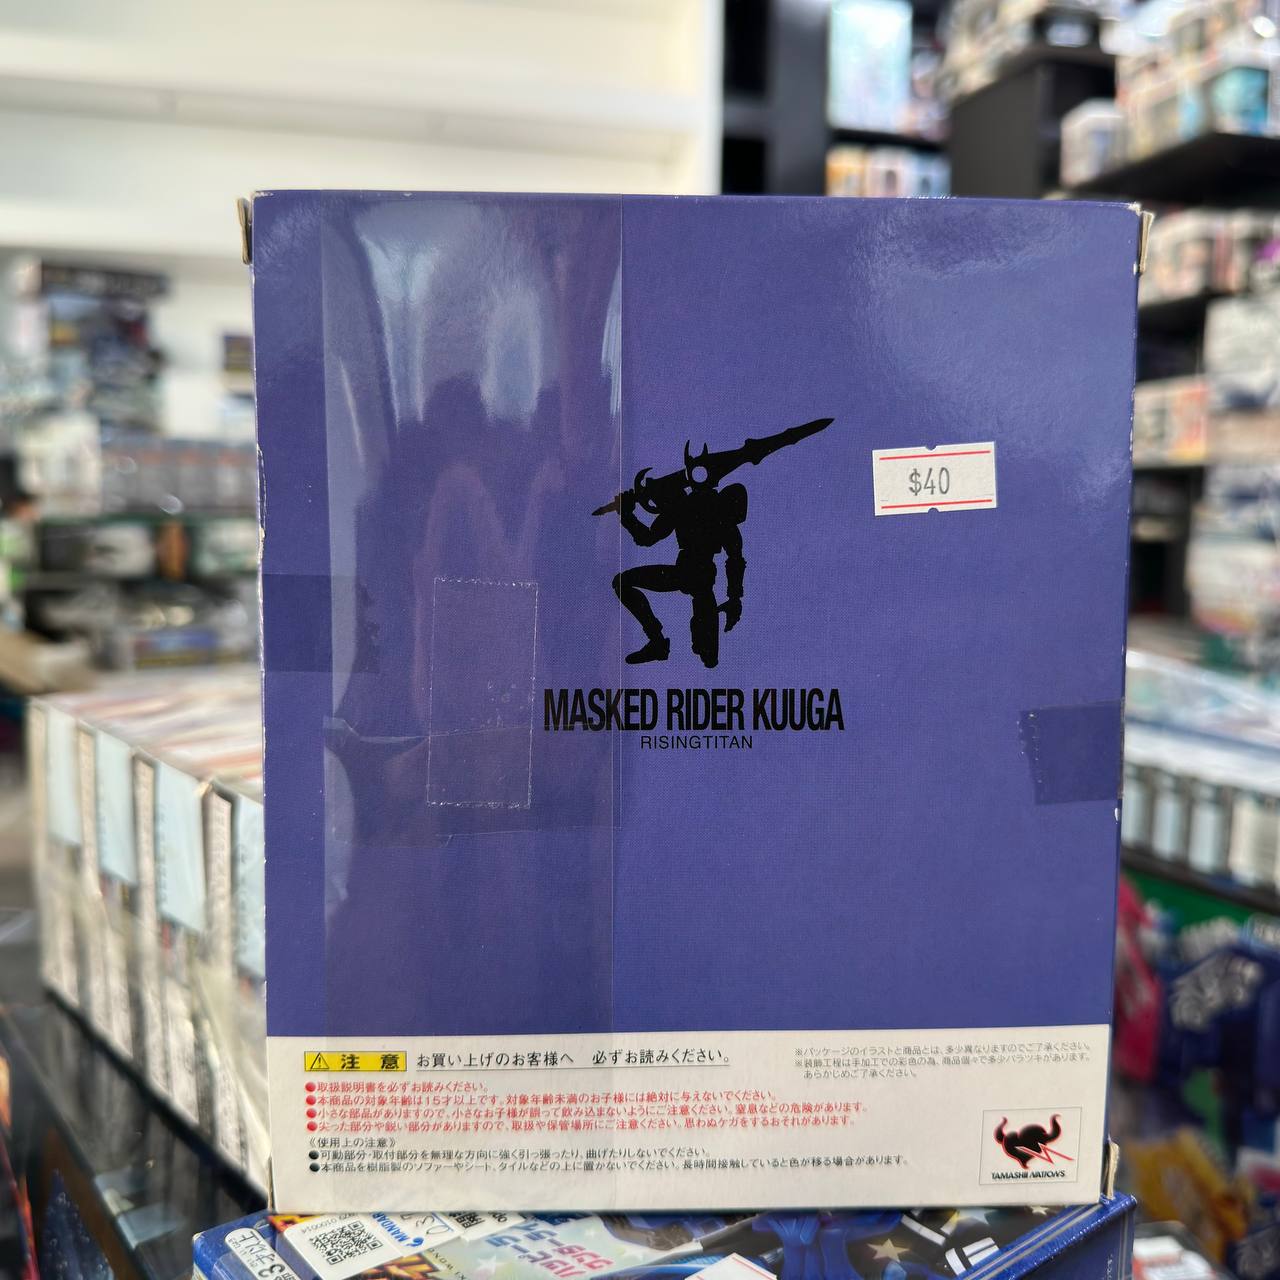 $40
MASKED RIDER KUUGA
RISINGTITAN
注 意 お買い上げのお客様へ 必ずお読みください。
※パッケージのイラストと商品とは、多少異なりますのでご了承ください。
※装飾工程は手加工での彩色の為、商品個々で多少バラツキがあります。
あらかじめご了承ください。
●取扱説明書を必ずお読みください。
●本商品の対象年齢は15才以上です。対象年齢未満のお子様には絶対に与えないでください。
●小さな部品がありますので、小さなお子様が誤って飲み込まないようにご注意ください。窒息などの危険があります。
●尖った部分や鋭い部分がありますので、取扱や保管場所にご注意ください。思わぬケガをするおそれがあります。
《使用上の注意》
●可動部分・取付部分を無理な方向に強く引っ張ったり、曲げたりしないでください。
●本商品を樹脂製のソファーやシート、タイルなどの上に置かないでください。長時間接触していると色が移る場合があります。
TAMASHII NATIONS